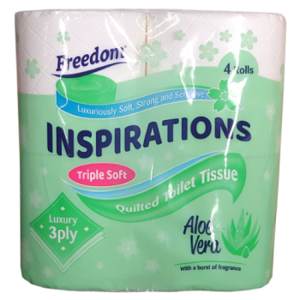 Freedom
4 Rolls
Luxuriously Soft, Strong and
INSPIRATIONS
Triple Soft
Quilted Toilet Tissue
Luxury
3ply
Aloe
Vera
With a burst of fragrance